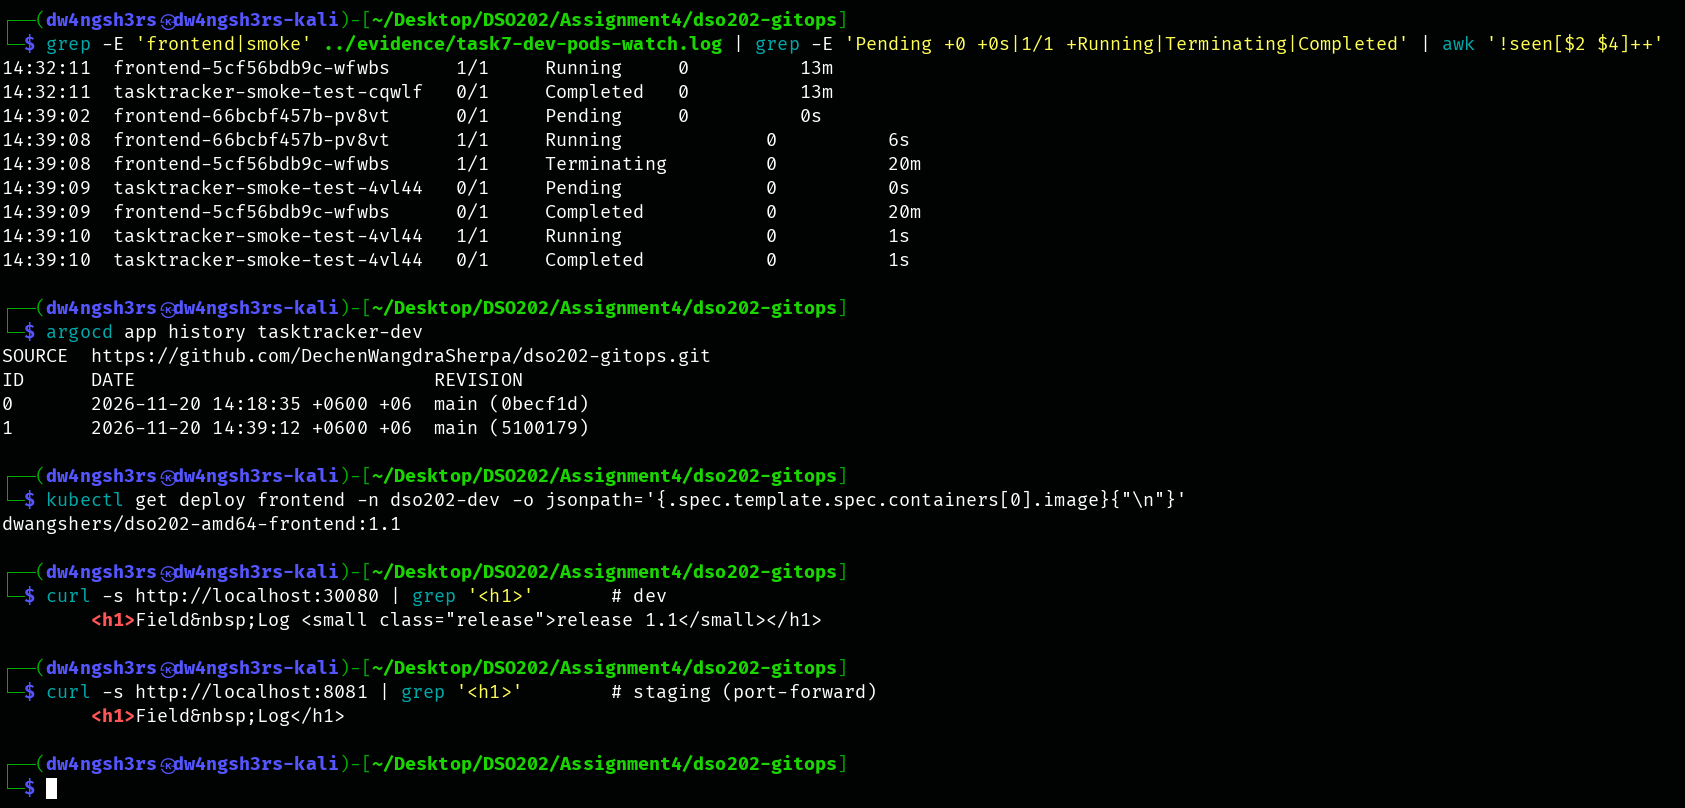 ┌──(dw4ngsh3rs㉿dw4ngsh3rs-kali)-[~/Desktop/DSO202/Assignment4/dso202-gitops]
└─$ grep -E 'frontend|smoke' ../evidence/task7-dev-pods-watch.log | grep -E 'Pending +0 +0s|1/1 +Running|Terminating|Completed' | awk '!seen[$2 $4]++'
14:32:11  frontend-5cf56bdb9c-wfwbs      1/1     Running     0          13m
14:32:11  tasktracker-smoke-test-cqwlf   0/1     Completed   0          13m
14:39:02  frontend-66bcbf457b-pv8vt      0/1     Pending     0          0s
14:39:08  frontend-66bcbf457b-pv8vt      1/1     Running             0          6s
14:39:08  frontend-5cf56bdb9c-wfwbs      1/1     Terminating         0          20m
14:39:09  tasktracker-smoke-test-4vl44   0/1     Pending             0          0s
14:39:09  frontend-5cf56bdb9c-wfwbs      0/1     Completed           0          20m
14:39:10  tasktracker-smoke-test-4vl44   1/1     Running             0          1s
14:39:10  tasktracker-smoke-test-4vl44   0/1     Completed           0          1s
┌──(dw4ngsh3rs㉿dw4ngsh3rs-kali)-[~/Desktop/DSO202/Assignment4/dso202-gitops]
└─$ argocd app history tasktracker-dev
SOURCE  https://github.com/DechenWangdraSherpa/dso202-gitops.git
ID      DATE                           REVISION
0       2026-11-20 14:18:35 +0600 +06  main (0becf1d)
1       2026-11-20 14:39:12 +0600 +06  main (5100179)
┌──(dw4ngsh3rs㉿dw4ngsh3rs-kali)-[~/Desktop/DSO202/Assignment4/dso202-gitops]
└─$ kubectl get deploy frontend -n dso202-dev -o jsonpath='{.spec.template.spec.containers[0].image}{"\n"}'
dwangshers/dso202-amd64-frontend:1.1
┌──(dw4ngsh3rs㉿dw4ngsh3rs-kali)-[~/Desktop/DSO202/Assignment4/dso202-gitops]
└─$ curl -s http://localhost:30080 | grep '<h1>'       # dev
        <h1>Field&nbsp;Log <small class="release">release 1.1</small></h1>
┌──(dw4ngsh3rs㉿dw4ngsh3rs-kali)-[~/Desktop/DSO202/Assignment4/dso202-gitops]
└─$ curl -s http://localhost:8081 | grep '<h1>'        # staging (port-forward)
        <h1>Field&nbsp;Log</h1>
┌──(dw4ngsh3rs㉿dw4ngsh3rs-kali)-[~/Desktop/DSO202/Assignment4/dso202-gitops]
└─$